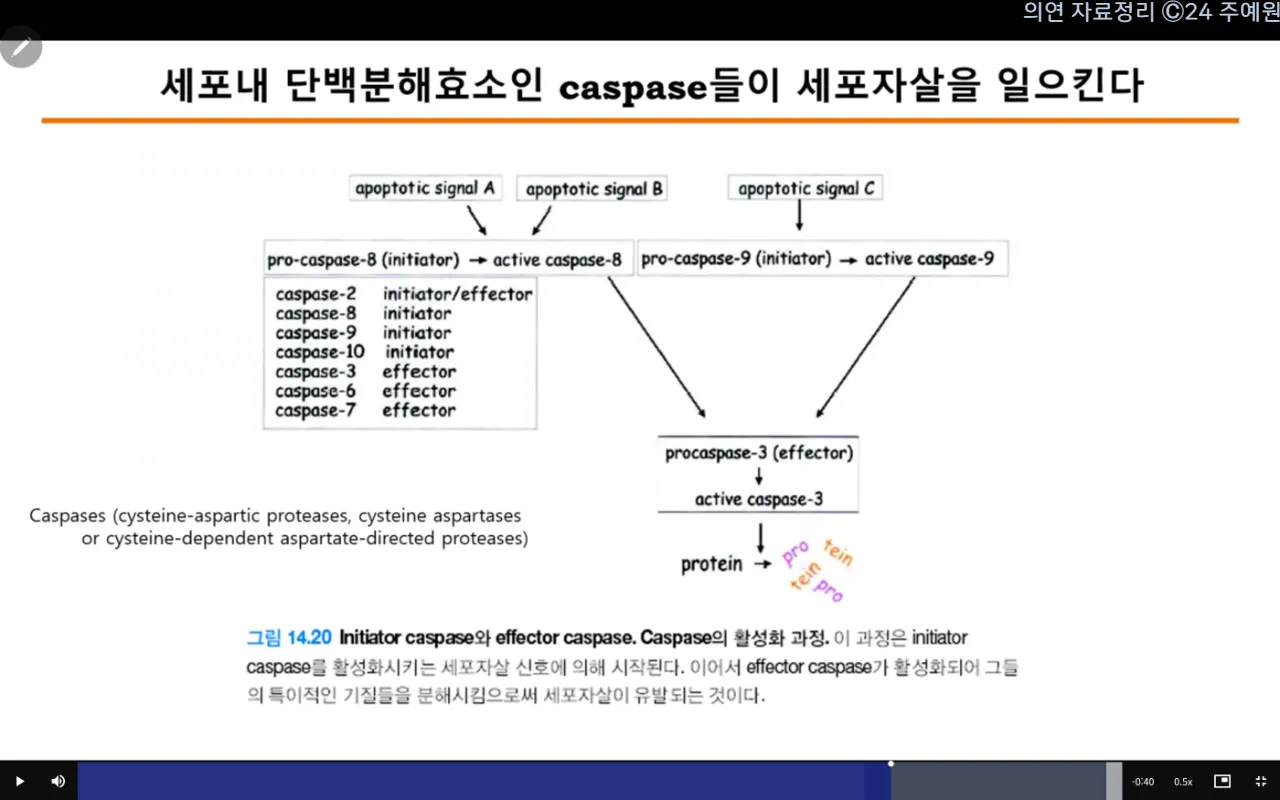 의연 자료정리 ©24 주예원
세포내 단백분해효소인 caspase들이 세포자살을 일으킨다
apoptotic signal A
apoptotic signal B
apoptotic signal C
pro-caspase-8 (initiator) → active caspase-8
pro-caspase-9 (initiator) → active caspase-9
caspase-2 initiator/effector
caspase-8 initiator
caspase-9 initiator
caspase-10 initiator
caspase-3 effector
caspase-6 effector
caspase-7 effector
procaspase-3 (effector)
active caspase-3
Caspases (cysteine-aspartic proteases, cysteine aspartases
or cysteine-dependent aspartate-directed proteases)
protein → pro tein
tein pro
그림 14.20 Initiator caspase와 effector caspase. Caspase의 활성화 과정. 이 과정은 initiator
caspase를 활성화시키는 세포자살 신호에 의해 시작된다. 이어서 effector caspase가 활성화되어 그들
의 특이적인 기질들을 분해시킴으로써 세포자살이 유발되는 것이다.
-0:40 0.5x